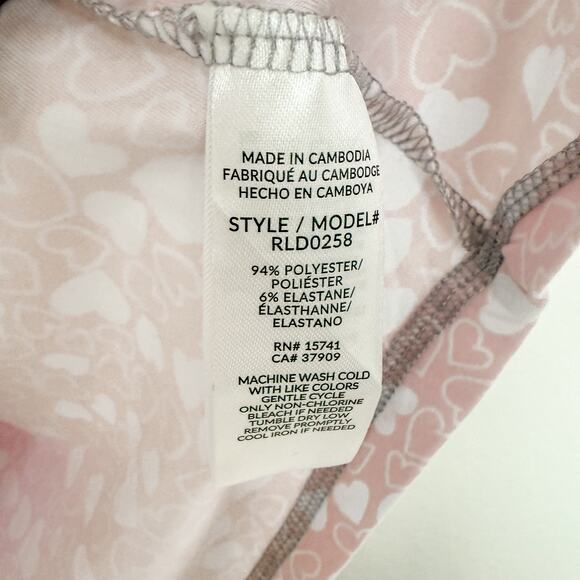 MADE IN CAMBODIA
FABRIQUÉ AU CAMBODGE
HECHO EN CAMBOYA
STYLE / MODEL#
RLD0258
94% POLYESTER/
POLIÉSTER
6% ELASTANE/
ÉLASTHANNE/
ELASTANO
RN# 15741
CA# 37909
MACHINE WASH COLD
WITH LIKE COLORS
GENTLE CYCLE
ONLY NON-CHLORINE
BLEACH IF NEEDED
TUMBLE DRY LOW
REMOVE PROMPTLY
COOL IRON IF NEEDED